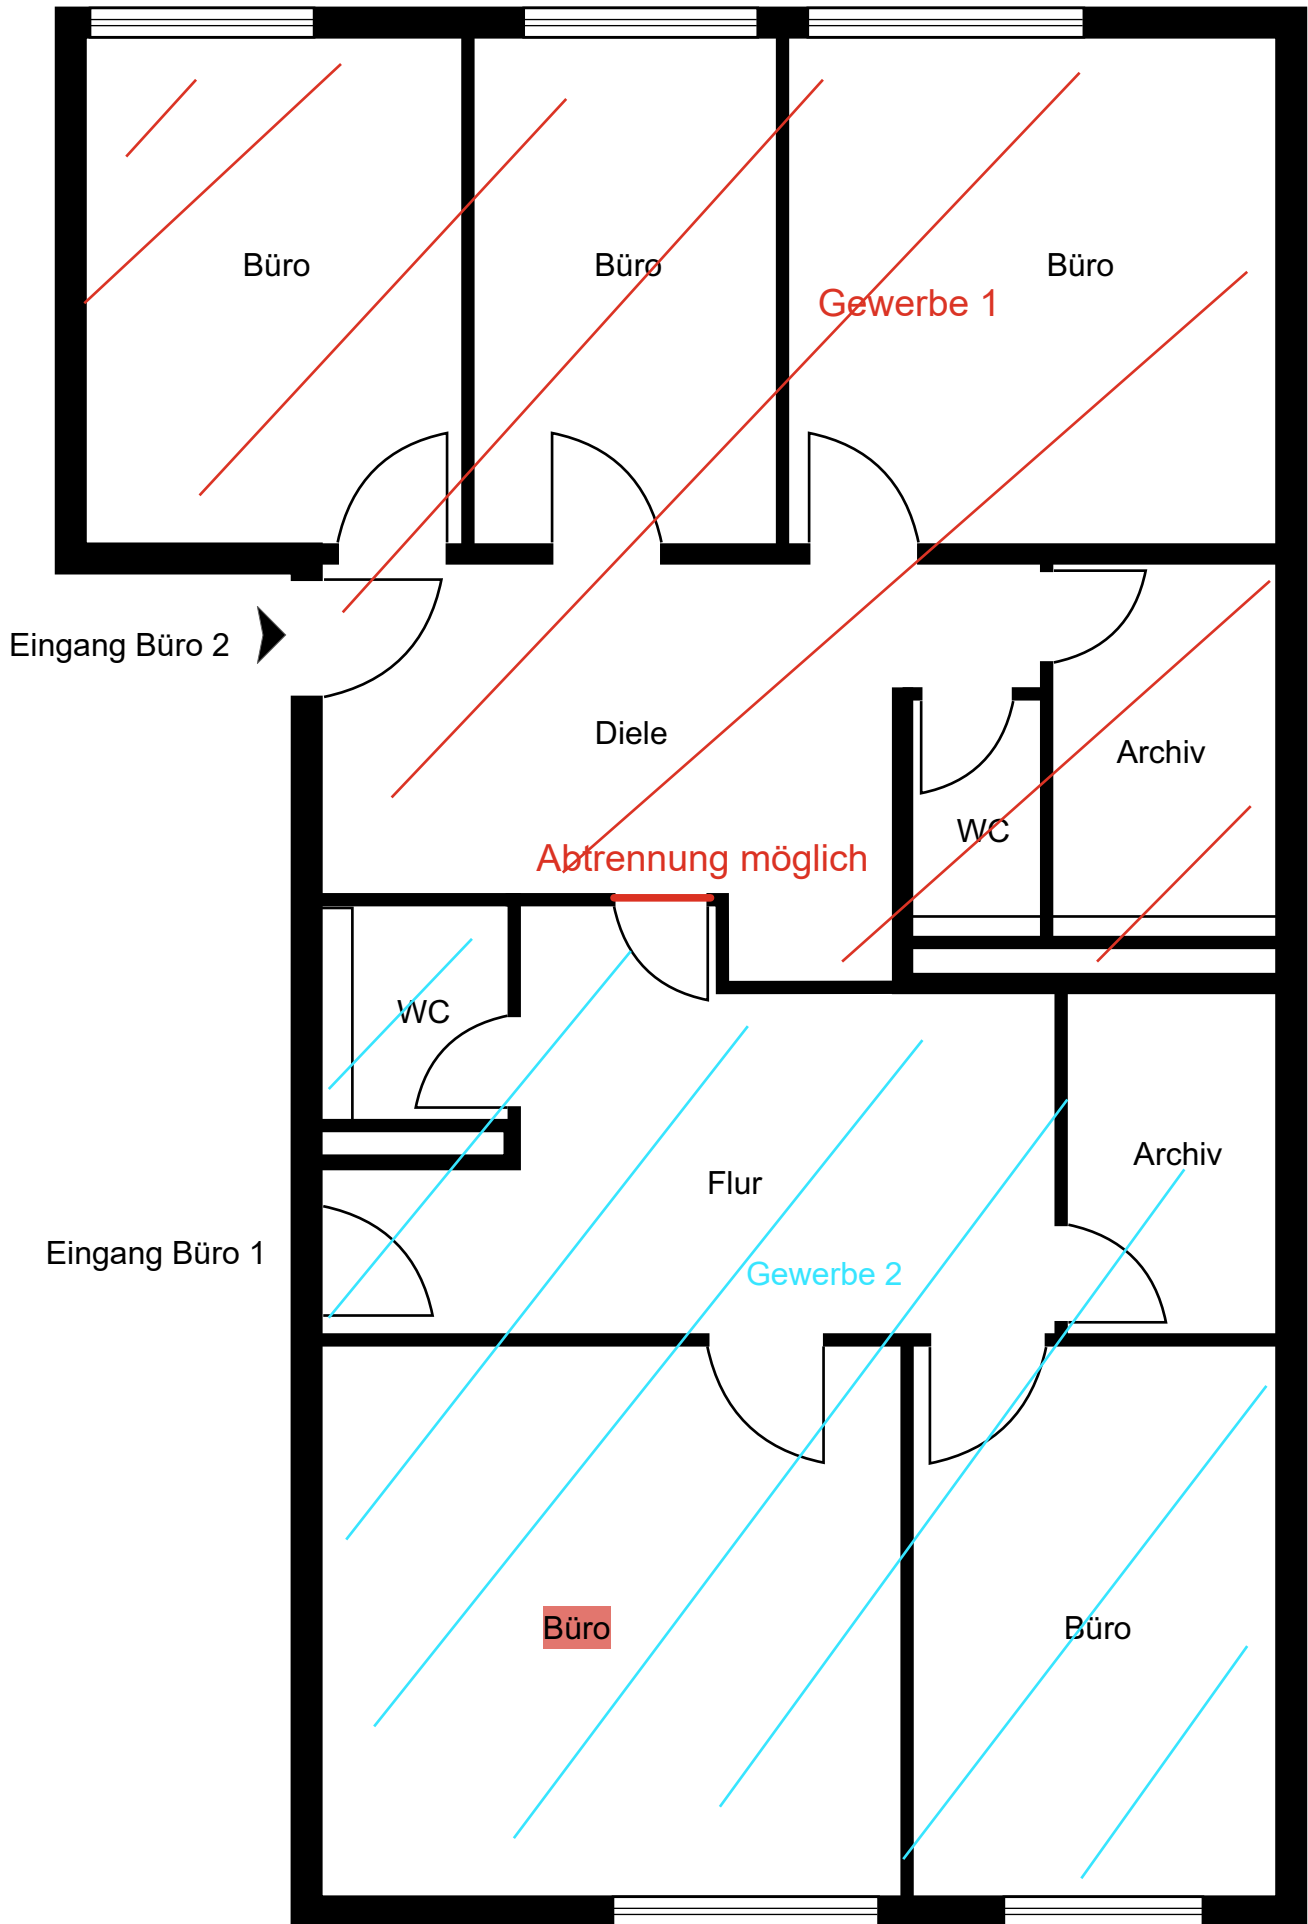 Büro
Büro
Büro
Gewerbe 1
Eingang Büro 2
Diele
Archiv
WC
Abtrennung möglich
WC
Archiv
Flur
Eingang Büro 1
Gewerbe 2
Büro
Büro